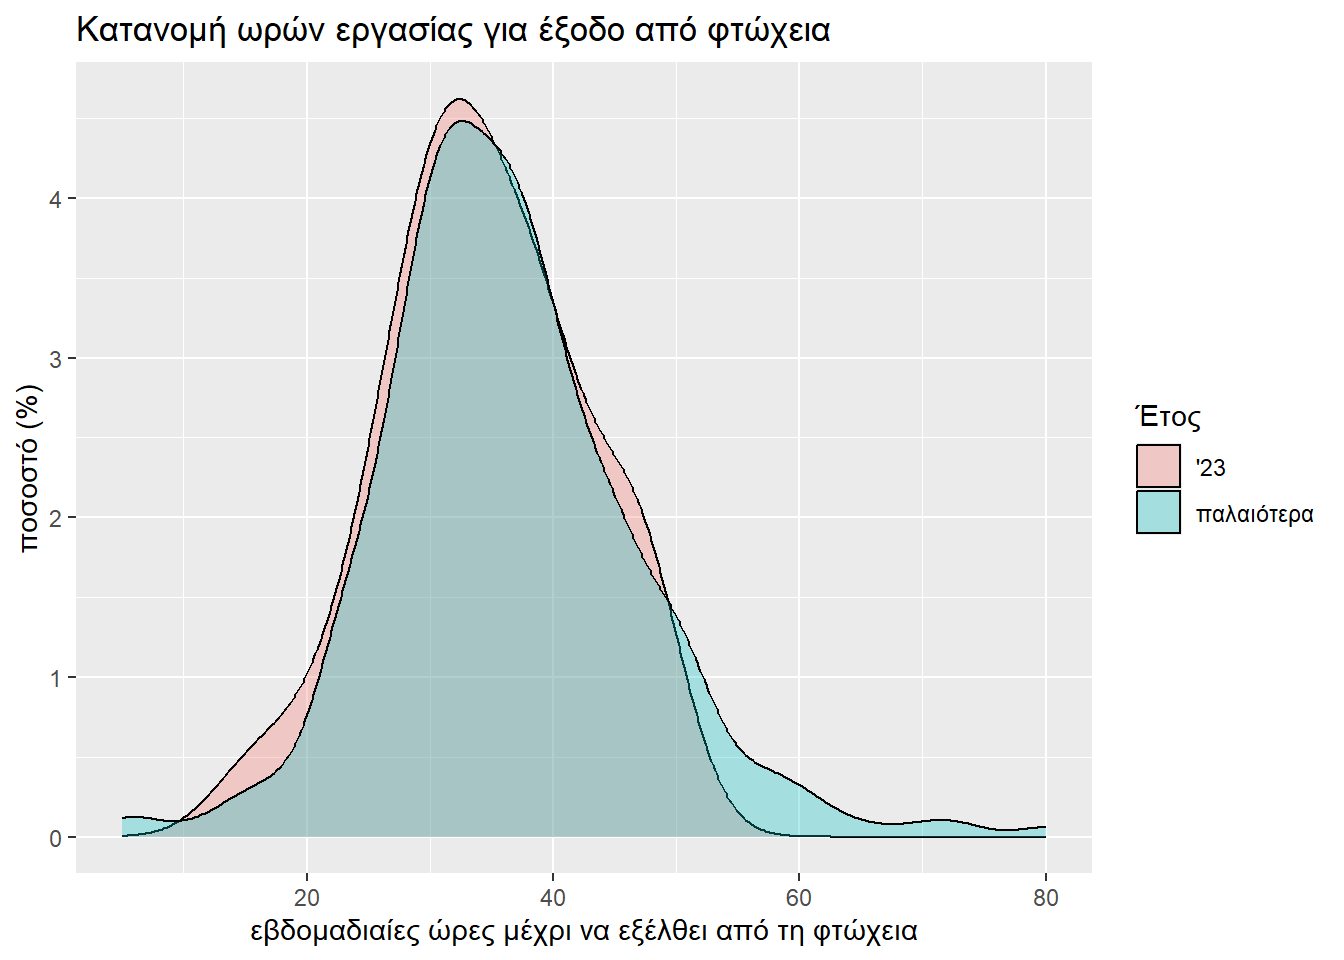 Κατανομή ωρών εργασίας για έξοδο από φτώχεια
ποσοστό (%)
4
3
2
1
0
20
40
60
80
εβδομαδιαίες ώρες μέχρι να εξέλθει από τη φτώχεια
Έτος
'23
παλαιότερα